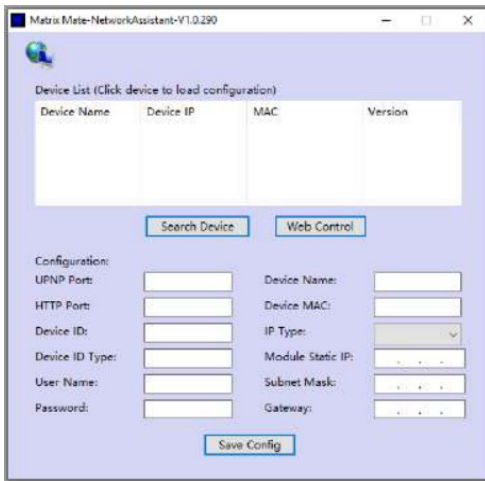 Matrix Mate-NetworkAssistant-V1.0.290
Device List (Click device to load configuration)
Device Name Device IP MAC Version
Search Device Web Control
Configuration:
UPNP Port: Device Name:
HTTP Port: Device MAC:
Device ID: IP Type:
Device ID Type: Module Static IP: . . .
User Name: Subnet Mask: . . .
Password: Gateway: . . .
Save Config